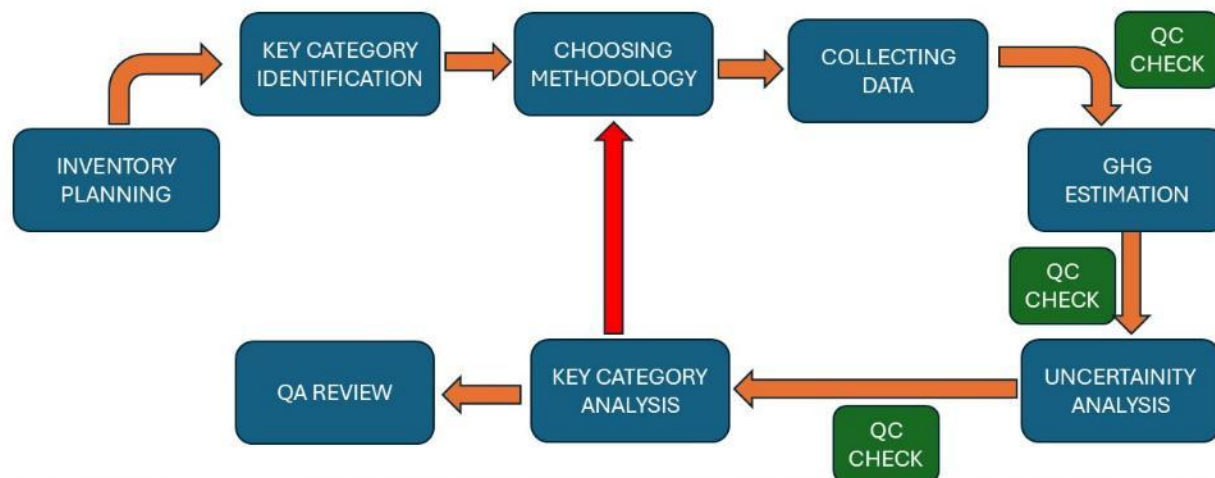 INVENTORY
PLANNING
KEY CATEGORY
IDENTIFICATION
CHOOSING
METHODOLOGY
COLLECTING
DATA
QC
CHECK
GHG
ESTIMATION
QC
CHECK
UNCERTAINITY
ANALYSIS
QC
CHECK
KEY CATEGORY
ANALYSIS
QA REVIEW